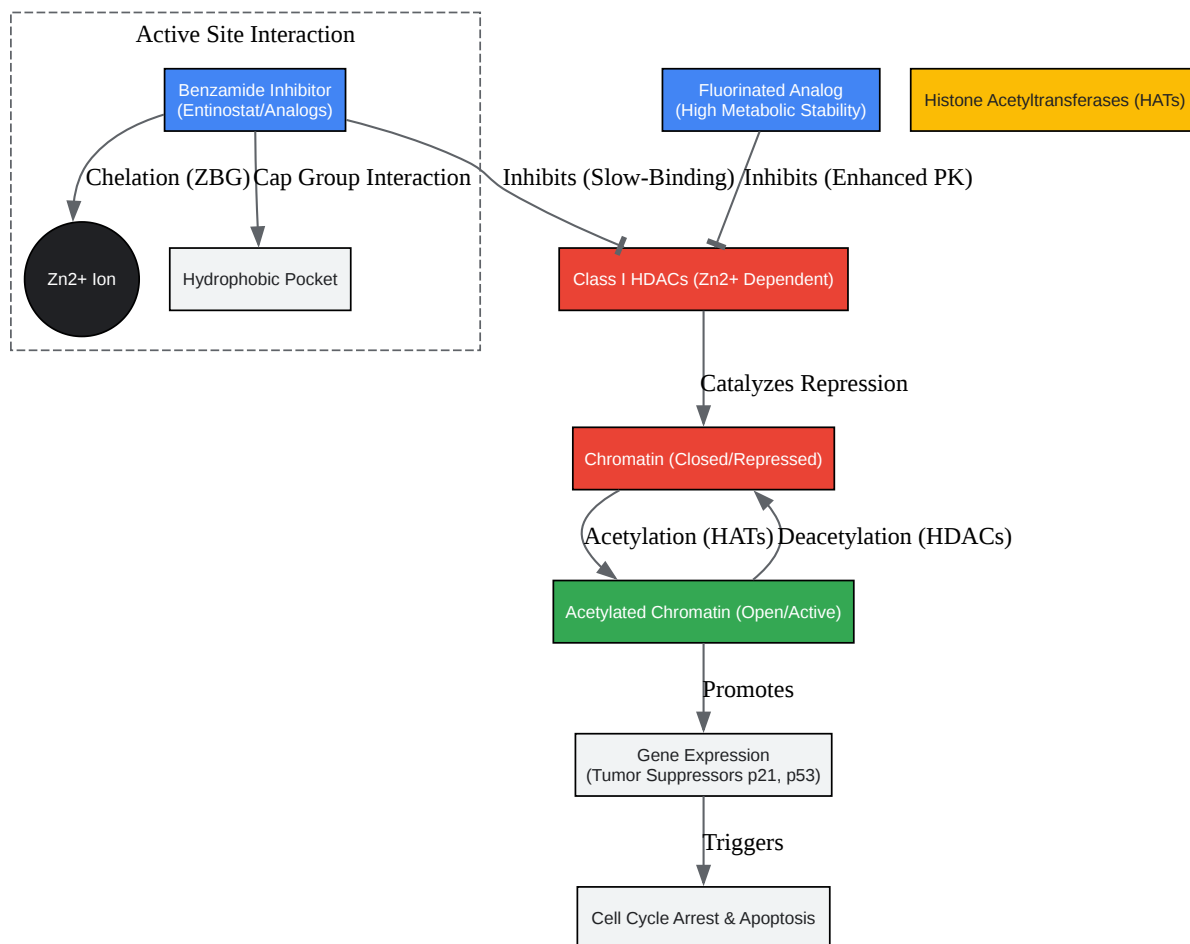 Active Site Interaction
Benzamide Inhibitor
(Entinostat/Analogs)
Fluorinated Analog
(High Metabolic Stability)
Histone Acetyltransferases (HATs)
Chelation (ZBG)
Cap Group Interaction
Inhibits (Slow-Binding)
Inhibits (Enhanced PK)
Zn2+ Ion
Hydrophobic Pocket
Class I HDACs (Zn2+ Dependent)
Catalyzes Repression
Chromatin (Closed/Repressed)
Acetylation (HATs)
Deacetylation (HDACs)
Acetylated Chromatin (Open/Active)
Promotes
Gene Expression
(Tumor Suppressors p21, p53)
Triggers
Cell Cycle Arrest & Apoptosis